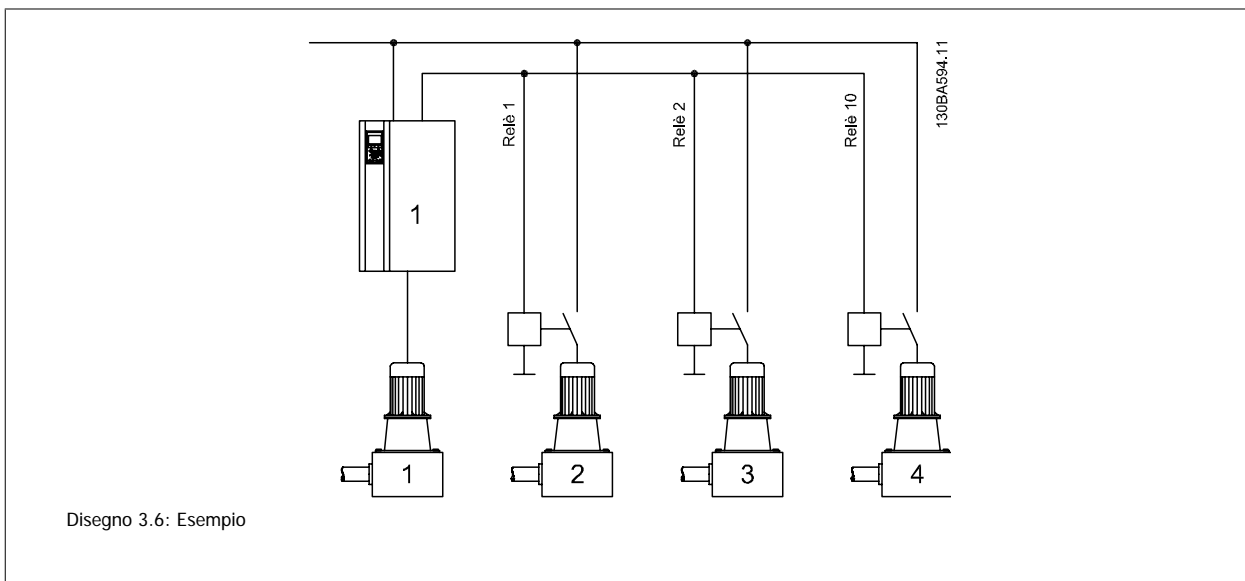 130BA594.11
Relè 1
Relè 2
Relè 10
1
1
2
3
4
Disegno 3.6: Esempio